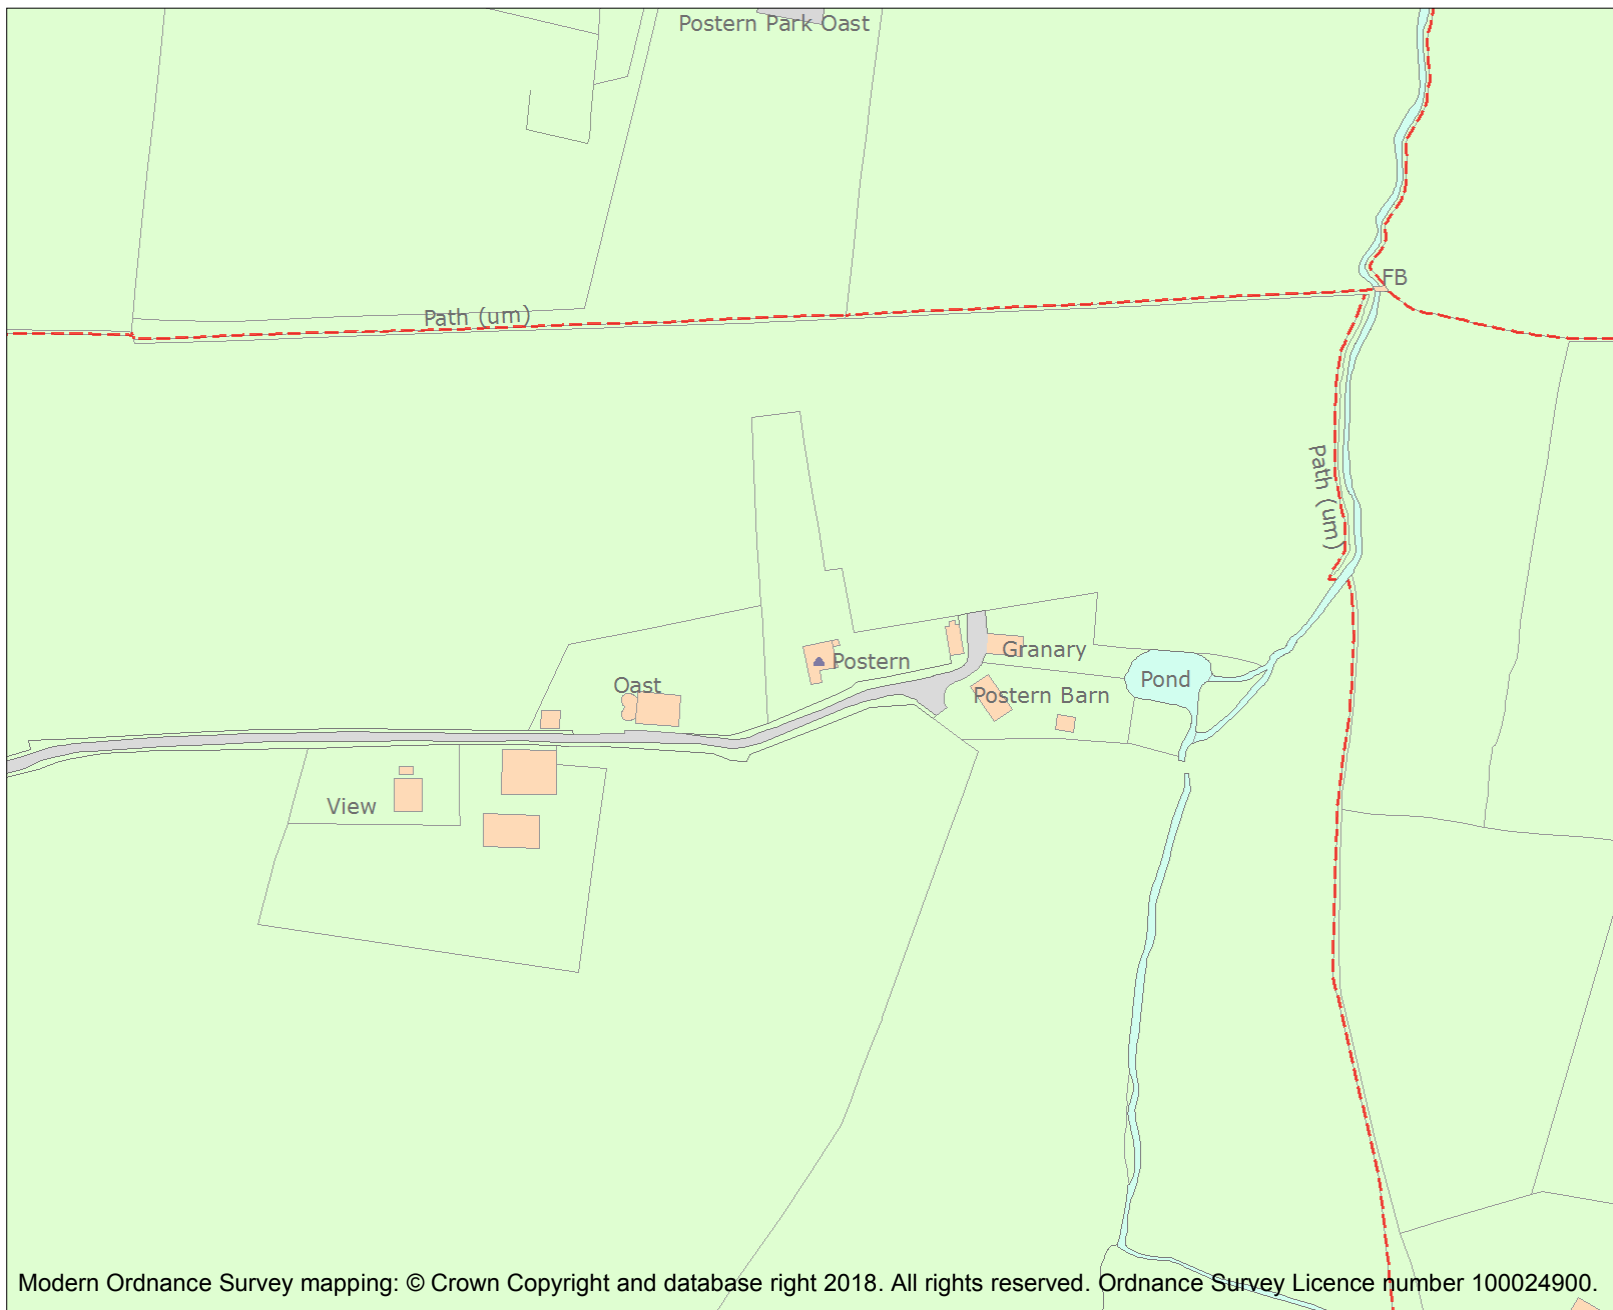 Postern Park Oast
FB
Path (um)
Path (um)
Granary
Postern
Pond
Oast
Postern Barn
View
Modern Ordnance Survey mapping: © Crown Copyright and database right 2018. All rights reserved. Ordnance Survey Licence number 100024900.